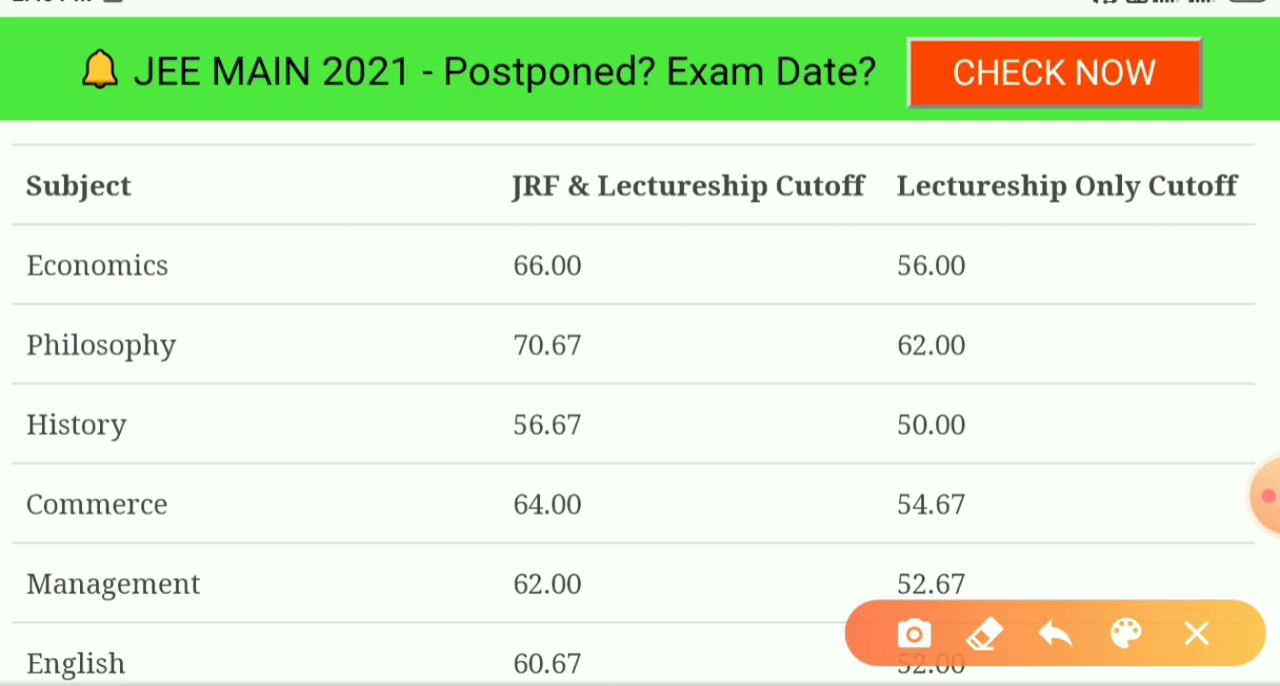 🔔 JEE MAIN 2021 - Postponed? Exam Date? CHECK NOW
Subject JRF & Lectureship Cutoff Lectureship Only Cutoff
Economics 66.00 56.00
Philosophy 70.67 62.00
History 56.67 50.00
Commerce 64.00 54.67
Management 62.00 52.67
English 60.67 52.00